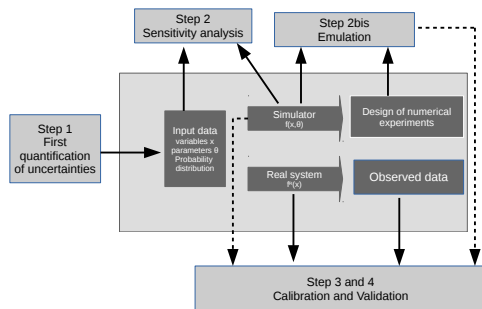 Step 2
Sensitivity analysis
Step 2bis
Emulation
Step 1
First
quantification
of uncertainties
Input data
variables x
parameters θ
Probability
distribution
Simulator
f(x,θ)
Design of numerical
experiments
Real system
fᴿ(x)
Observed data
Step 3 and 4
Calibration and Validation